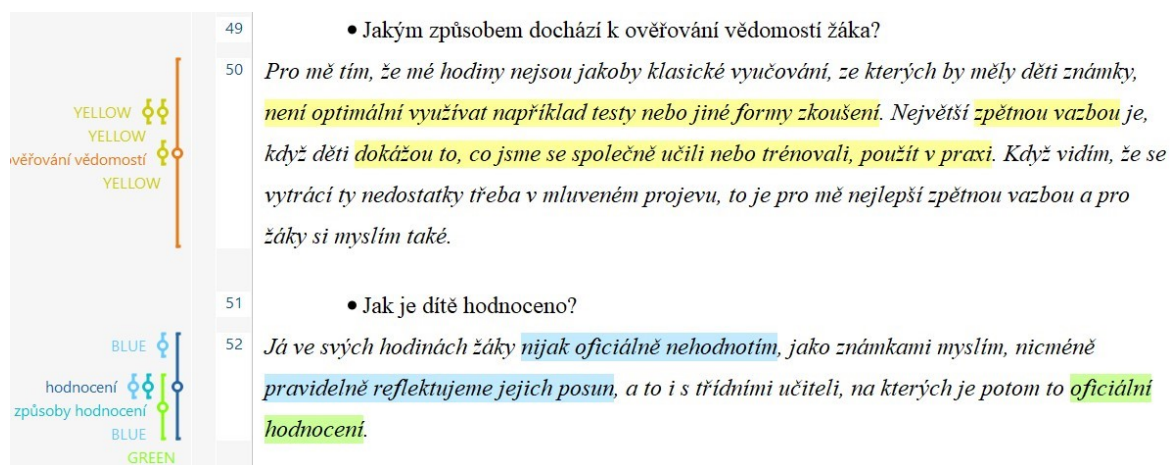 49 • Jakým způsobem dochází k ověřování vědomostí žáka?
50 Pro mě tím, že mé hodiny nejsou jakoby klasické vyučování, ze kterých by měly děti známky,
YELLOW není optimální využívat například testy nebo jiné formy zkoušení. Největší zpětnou vazbou je,
YELLOW
ověřování vědomostí když děti dokážou to, co jsme se společně učili nebo trénovali, použít v praxi. Když vidím, že se
YELLOW vytrácí ty nedostatky třeba v mluveném projevu, to je pro mě nejlepší zpětnou vazbou a pro
žáky si myslím také.
51 • Jak je dítě hodnoceno?
BLUE 52 Já ve svých hodinách žáky nijak oficiálně nehodnotím, jako známkami myslím, nicméně
hodnocení pravidelně reflektujeme jejich posun, a to i s třídními učiteli, na kterých je potom to oficiální
způsoby hodnocení
BLUE hodnocení.
GREEN